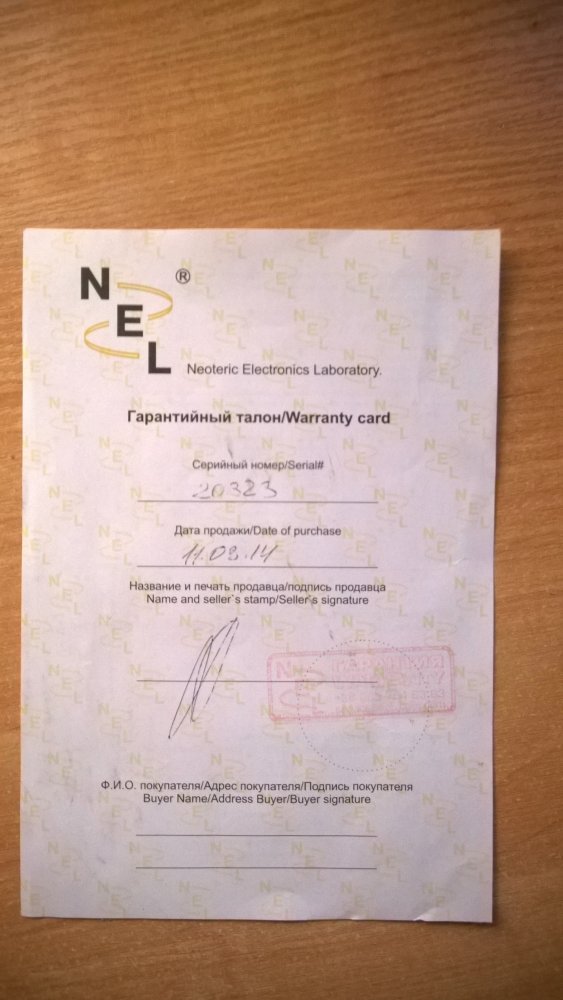 NEL ®
Neoteric Electronics Laboratory.
Гарантийный талон/Warranty card
Серийный номер/Serial#
20323
Дата продажи/Date of purchase
11.03.14
Название и печать продавца/подпись продавца
Name and seller`s stamp/Seller`s signature
NEL ГАРАНТИЯ
Ф.И.О. покупателя/Адрес покупателя/Подпись покупателя
Buyer Name/Address Buyer/Buyer signature